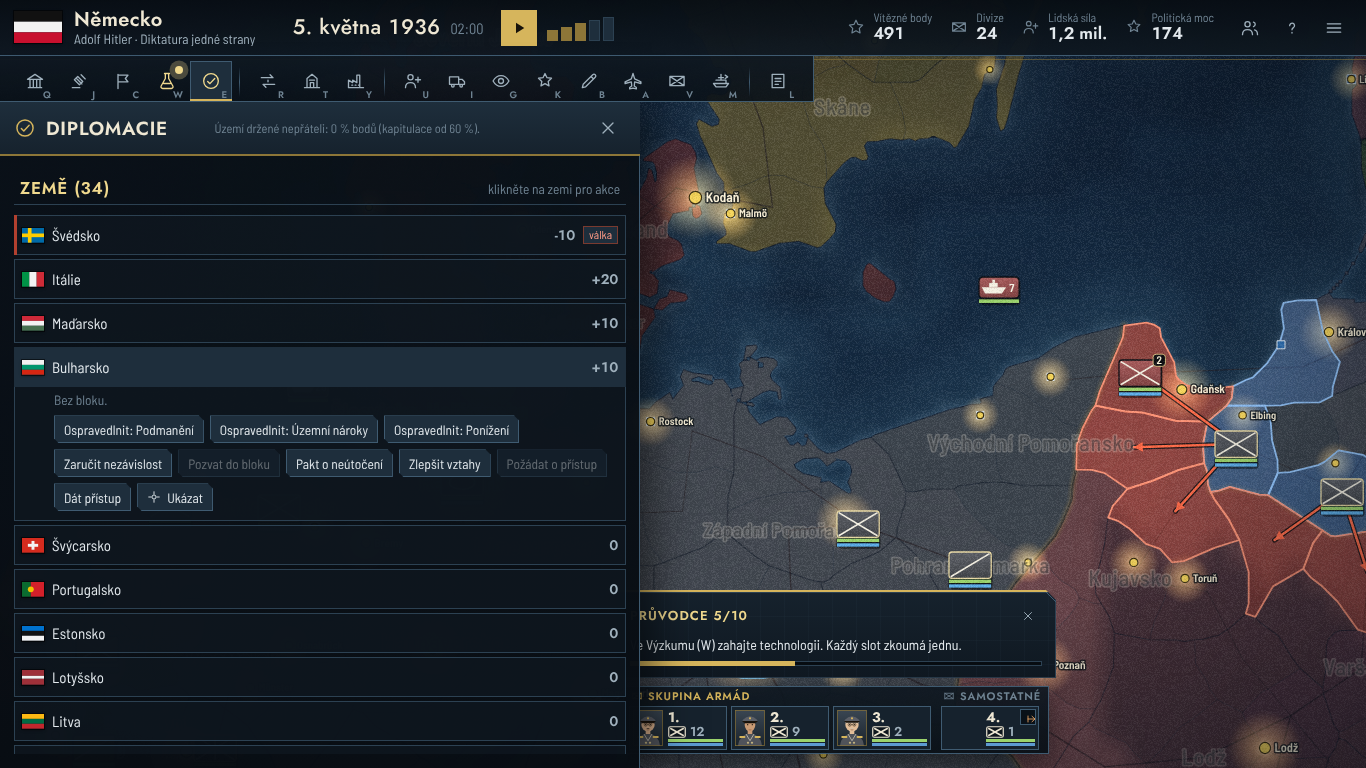 Německo
Adolf Hitler · Diktatura jedné strany
5. května 1936 02:00
Vítězné body
491
Divize
24
Lidská síla
1,2 mil.
Politická moc
174
?
Q J C W E R T Y U I G K B A V M L
DIPLOMACIE
Území držené nepřáteli: 0 % bodů (kapitulace od 60 %).
ZEMĚ (34)
klikněte na zemi pro akce
Švédsko -10 válka
Itálie +20
Maďarsko +10
Bulharsko +10
Bez bloku.
Ospravedlnit: Podmanění
Ospravedlnit: Územní nároky
Ospravedlnit: Ponížení
Zaručit nezávislost
Pozvat do bloku
Pakt o neútočení
Zlepšit vztahy
Požádat o přístup
Dát přístup
Ukázat
Švýcarsko 0
Portugalsko 0
Estonsko 0
Lotyšsko 0
Litva 0
Skåne
Kodaň
Malmö
7
2
Gdaňsk
Elbing
Rostock
Východní Pomořansko
Kujavsko
Toruň
Poznaň
Lodž
Lodž
RŮVODCE 5/10
e Výzkumu (W) zahajte technologii. Každý slot zkoumá jednu.
SKUPINA ARMÁD
SAMOSTATNÉ
1.
12
2.
9
3.
2
4.
1